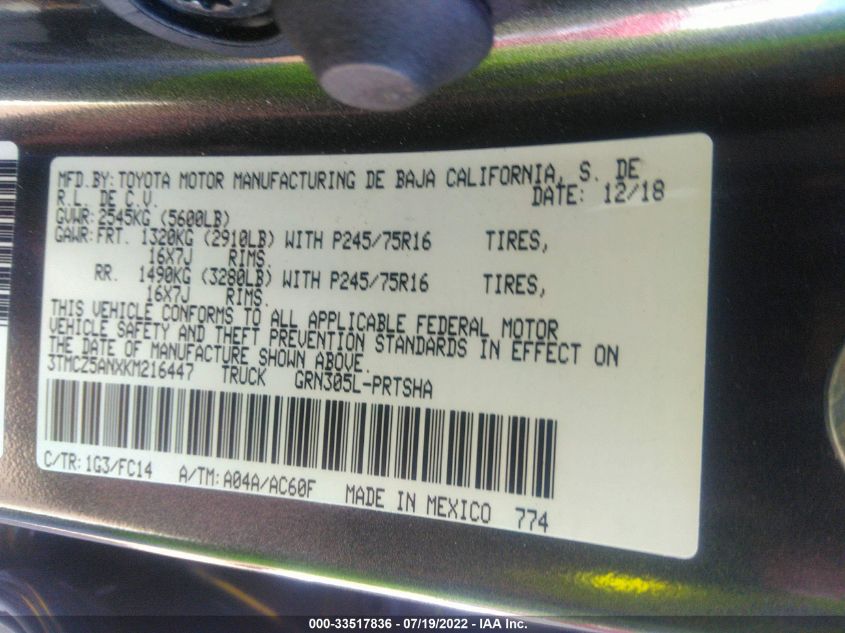 MFD.BY: TOYOTA MOTOR MANUFACTURING DE BAJA CALIFORNIA, S. DE
R.L. DE C.V. DATE: 12/18
GVWR: 2545KG (5600LB)
GAWR: FRT. 1320KG (2910LB) WITH P245/75R16 TIRES,
16X7J RIMS.
RR. 1490KG (3280LB) WITH P245/75R16 TIRES,
16X7J RIMS.
THIS VEHICLE CONFORMS TO ALL APPLICABLE FEDERAL MOTOR
VEHICLE SAFETY AND THEFT PREVENTION STANDARDS IN EFFECT ON
THE DATE OF MANUFACTURE SHOWN ABOVE.
3TMCZ5ANXKM216447 TRUCK GRN305L-PRTSHA
C/TR: 1G3/FC14 A/TM: A04A/AC60F MADE IN MEXICO 774
000-33517836 - 07/19/2022 - IAA Inc.